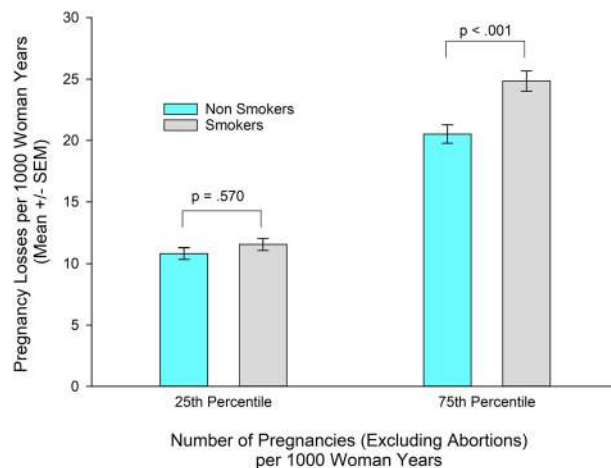 30
p < .001
25
Non Smokers
Smokers
20
15
p = .570
10
5
0
Pregnancy Losses per 1000 Woman Years
(Mean +/- SEM)
25th Percentile
75th Percentile
Number of Pregnancies (Excluding Abortions)
per 1000 Woman Years